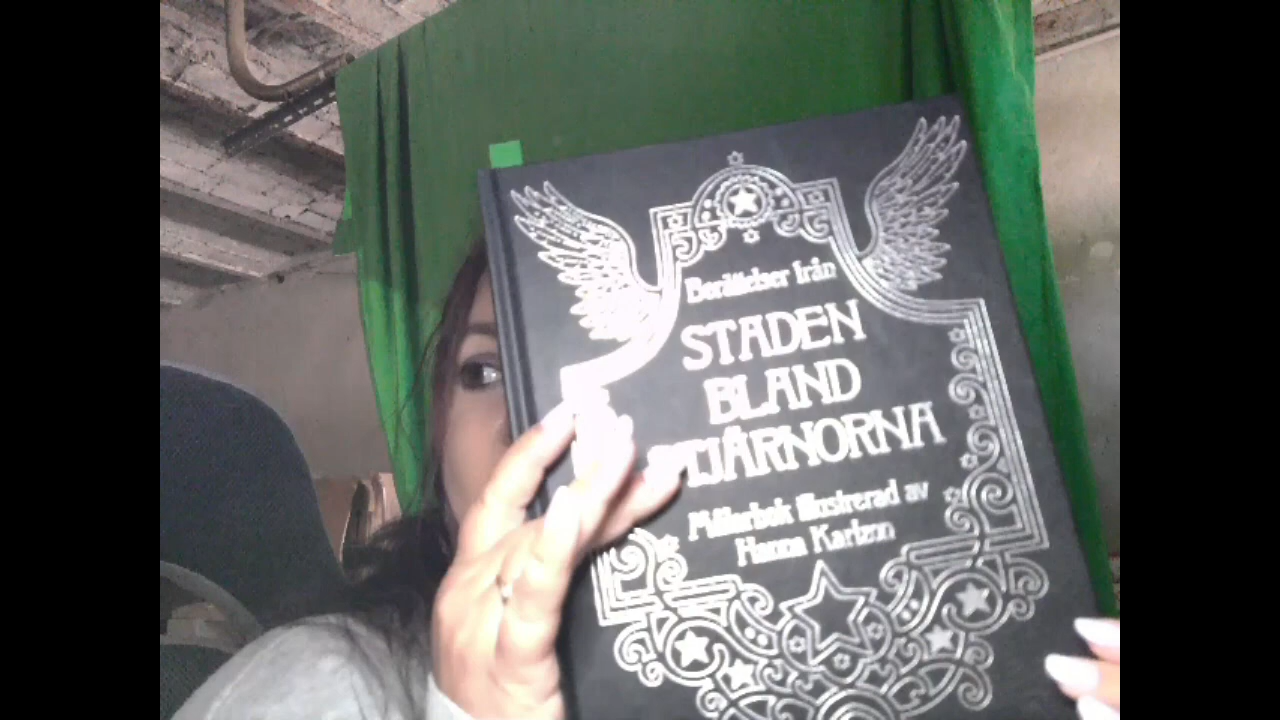 Berättelser från
STADEN
BLAND
STJÄRNORNA
Målarbok illustrerad av
Hanna Karlzon